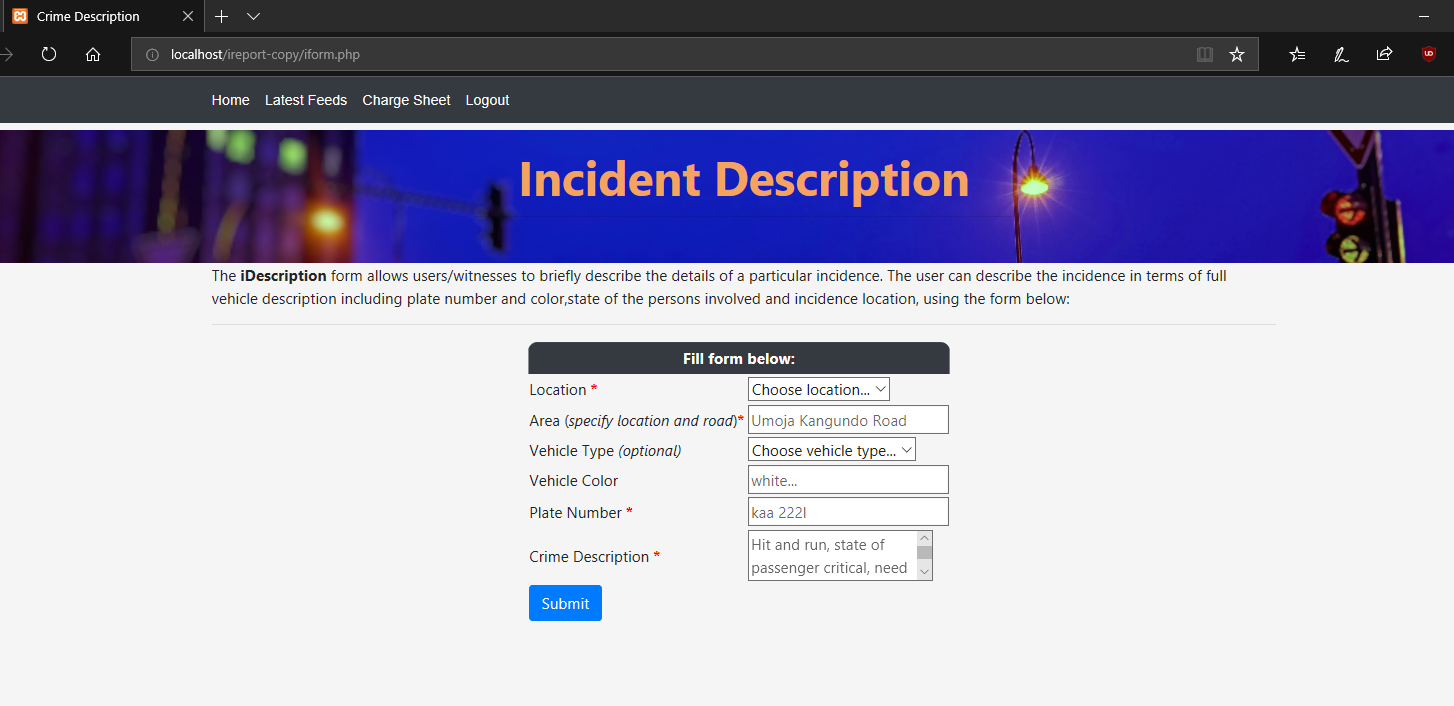 Crime Description
localhost/ireport-copy/iform.php
Home Latest Feeds Charge Sheet Logout
Incident Description
The iDescription form allows users/witnesses to briefly describe the details of a particular incidence. The user can describe the incidence in terms of full
vehicle description including plate number and color,state of the persons involved and incidence location, using the form below:
Fill form below:
Location * Choose location...
Area (specify location and road)* Umoja Kangundo Road
Vehicle Type (optional) Choose vehicle type...
Vehicle Color white...
Plate Number * kaa 222l
Crime Description * Hit and run, state of
passenger critical, need
Submit